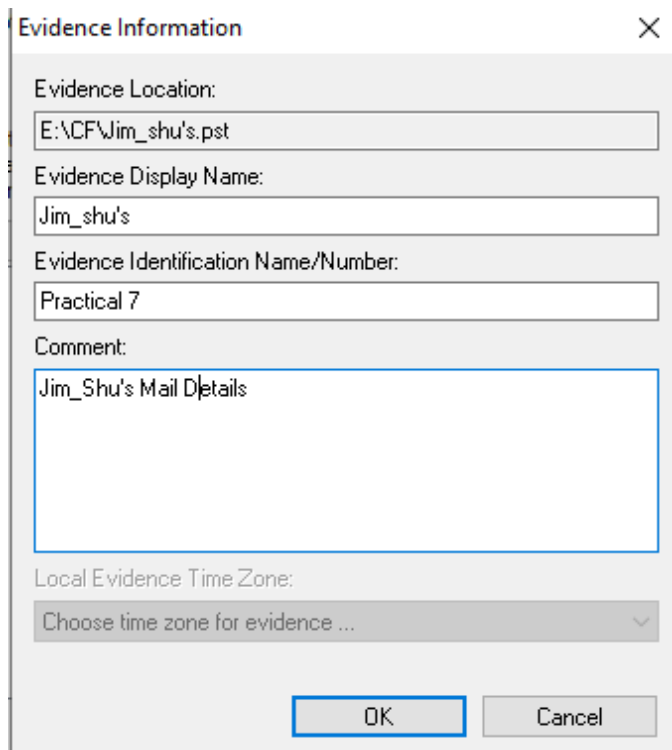 Evidence Information
Evidence Location:
E:\CF\Jim_shu's.pst
Evidence Display Name:
Jim_shu's
Evidence Identification Name/Number:
Practical 7
Comment:
Jim_Shu's Mail Details
Local Evidence Time Zone:
Choose time zone for evidence ...
OK Cancel